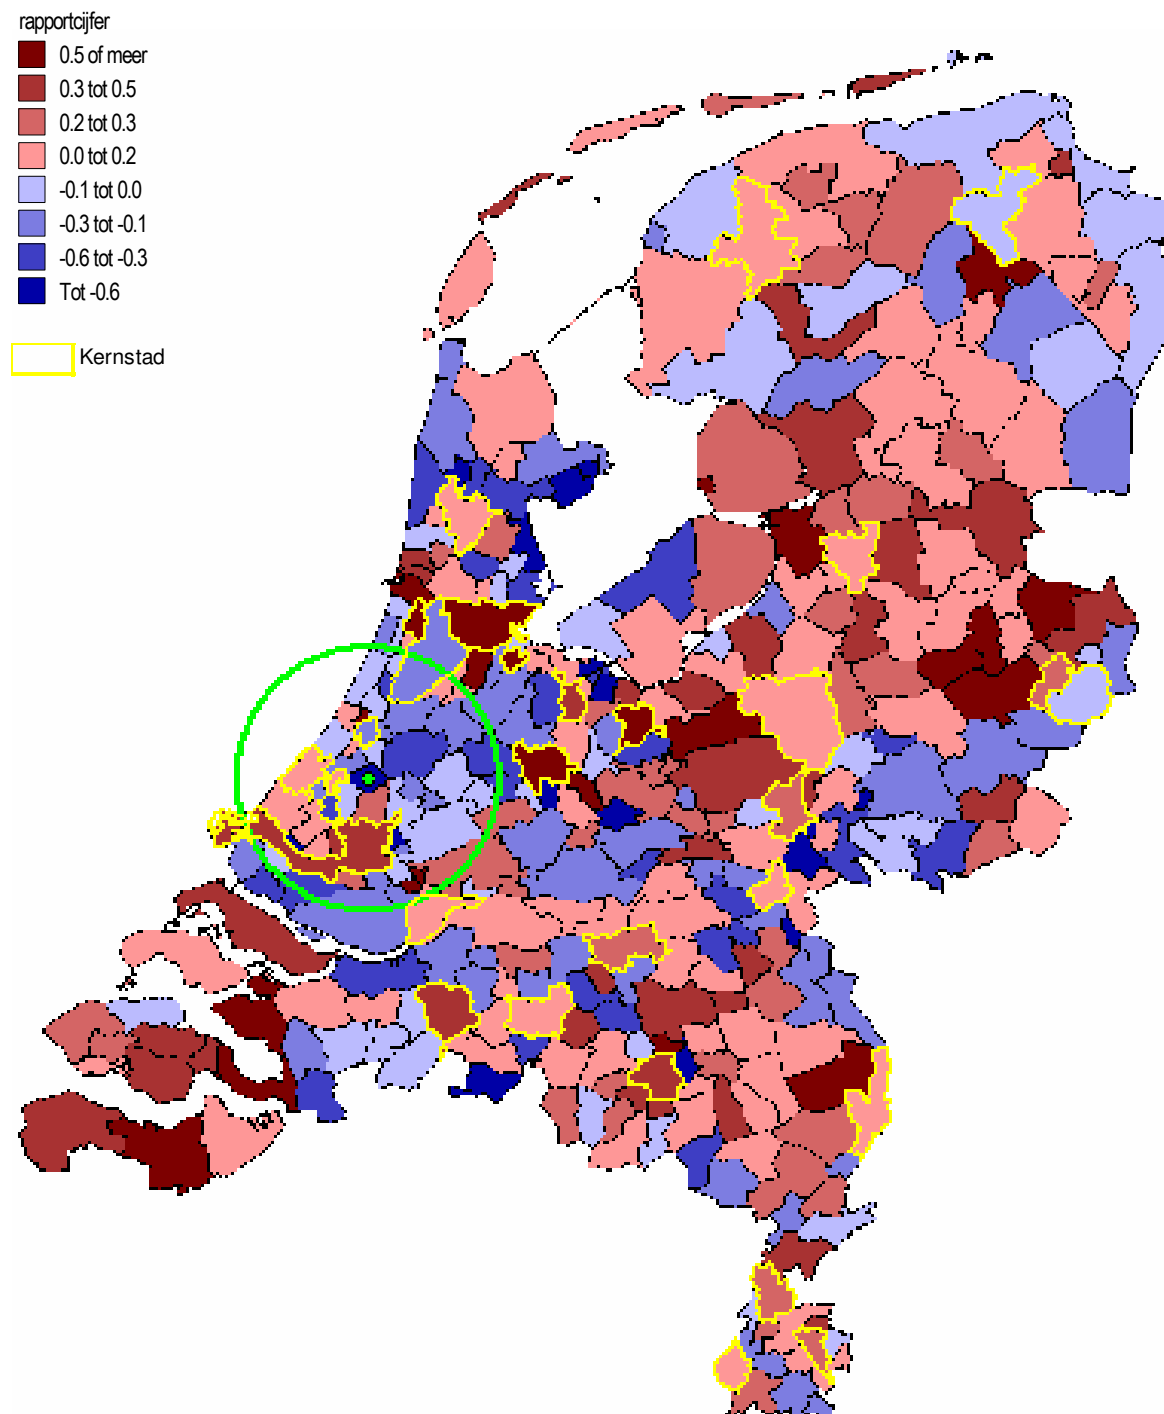 rapportcijfer
0.5 of meer
0.3 tot 0.5
0.2 tot 0.3
0.0 tot 0.2
-0.1 tot 0.0
-0.3 tot -0.1
-0.6 tot -0.3
Tot -0.6
Kernstad